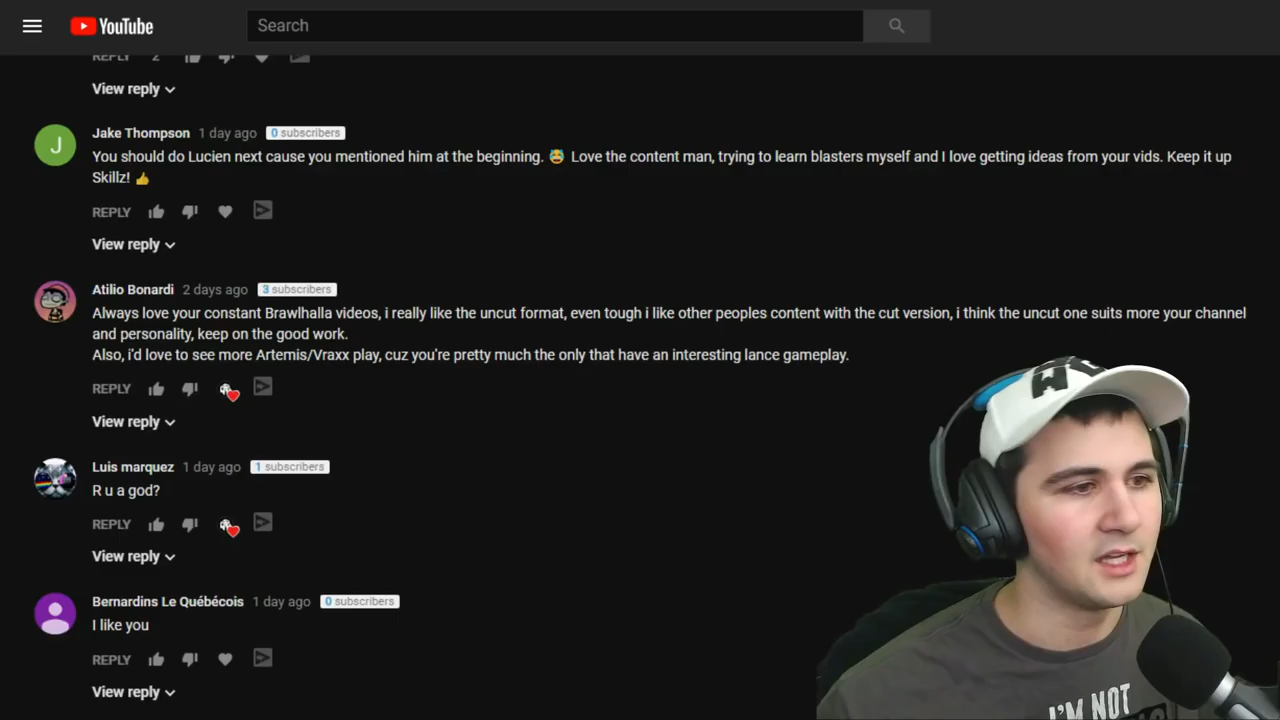 YouTube
Search
REPLY 2
View reply
Jake Thompson 1 day ago 0 subscribers
You should do Lucien next cause you mentioned him at the beginning. 😅 Love the content man, trying to learn blasters myself and I love getting ideas from your vids. Keep it up
Skillz! 👍
REPLY
View reply
Atilio Bonardi 2 days ago 3 subscribers
Always love your constant Brawlhalla videos, i really like the uncut format, even tough i like other peoples content with the cut version, i think the uncut one suits more your channel
and personality, keep on the good work.
Also, i'd love to see more Artemis/Vraxx play, cuz you're pretty much the only that have an interesting lance gameplay.
REPLY
View reply
Luis marquez 1 day ago 1 subscribers
R u a god?
REPLY
View reply
Bernardins Le Québécois 1 day ago 0 subscribers
I like you
REPLY
View reply
J
I'M NOT